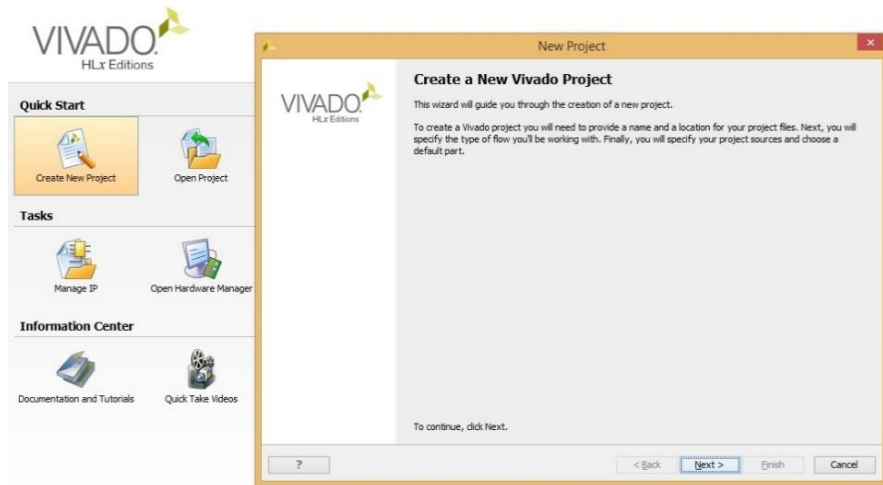 VIVADO
HLx Editions
Quick Start
Create New Project
Open Project
Tasks
Manage IP
Open Hardware Manager
Information Center
Documentation and Tutorials
Quick Take Videos
New Project
VIVADO
HLx Editions
Create a New Vivado Project
This wizard will guide you through the creation of a new project.
To create a Vivado project you will need to provide a name and a location for your project files. Next, you will
specify the type of flow you'll be working with. Finally, you will specify your project sources and choose a
default part.
To continue, click Next.
?
< Back
Next >
Finish
Cancel